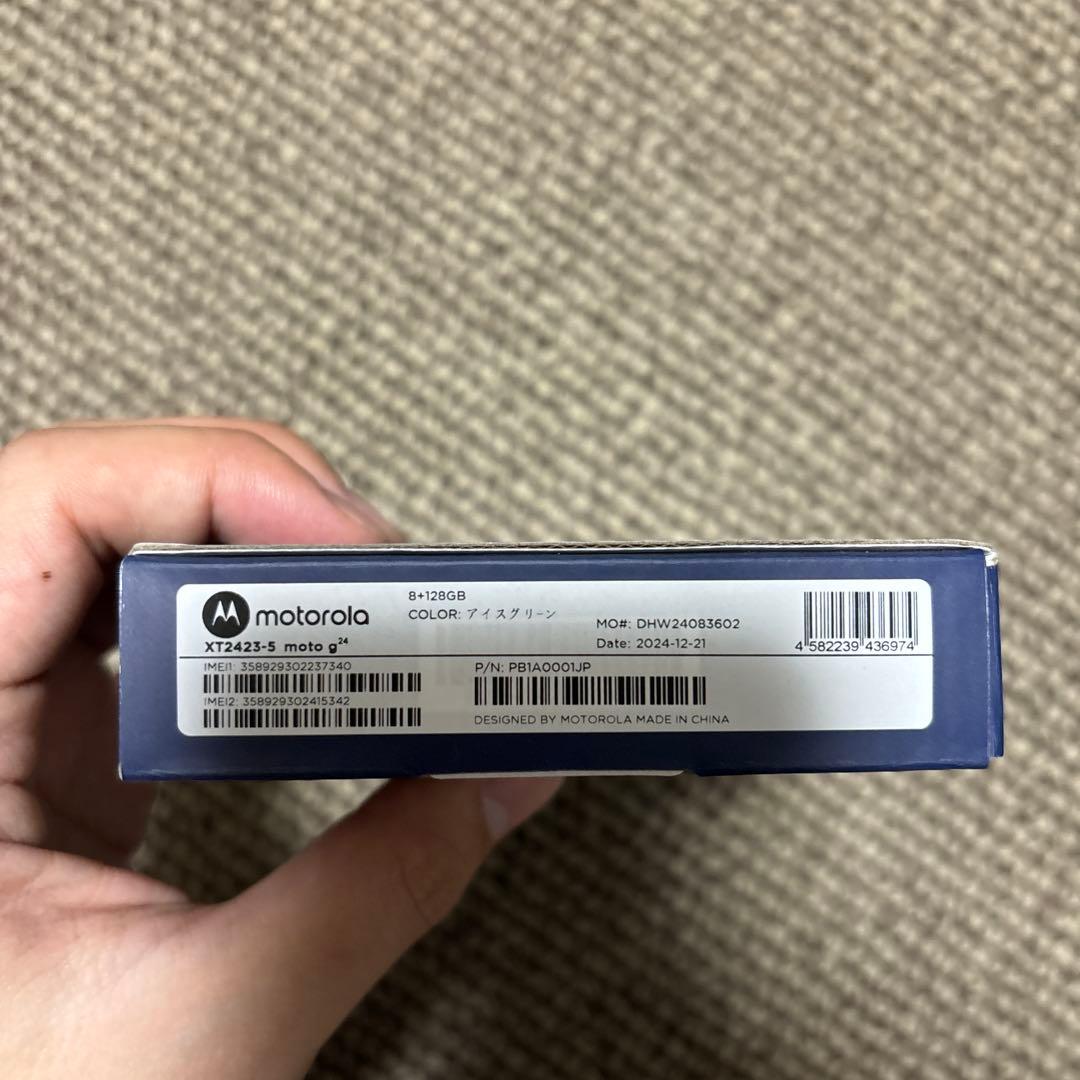 motorola
XT2423-5 moto g24
8+128GB
COLOR: アイスグリーン
MO#: DHW24083602
Date: 2024-12-21
4 582239 436974
IMEI1: 358929302237340
IMEI2: 358929302415342
P/N: PB1A0001JP
DESIGNED BY MOTOROLA MADE IN CHINA